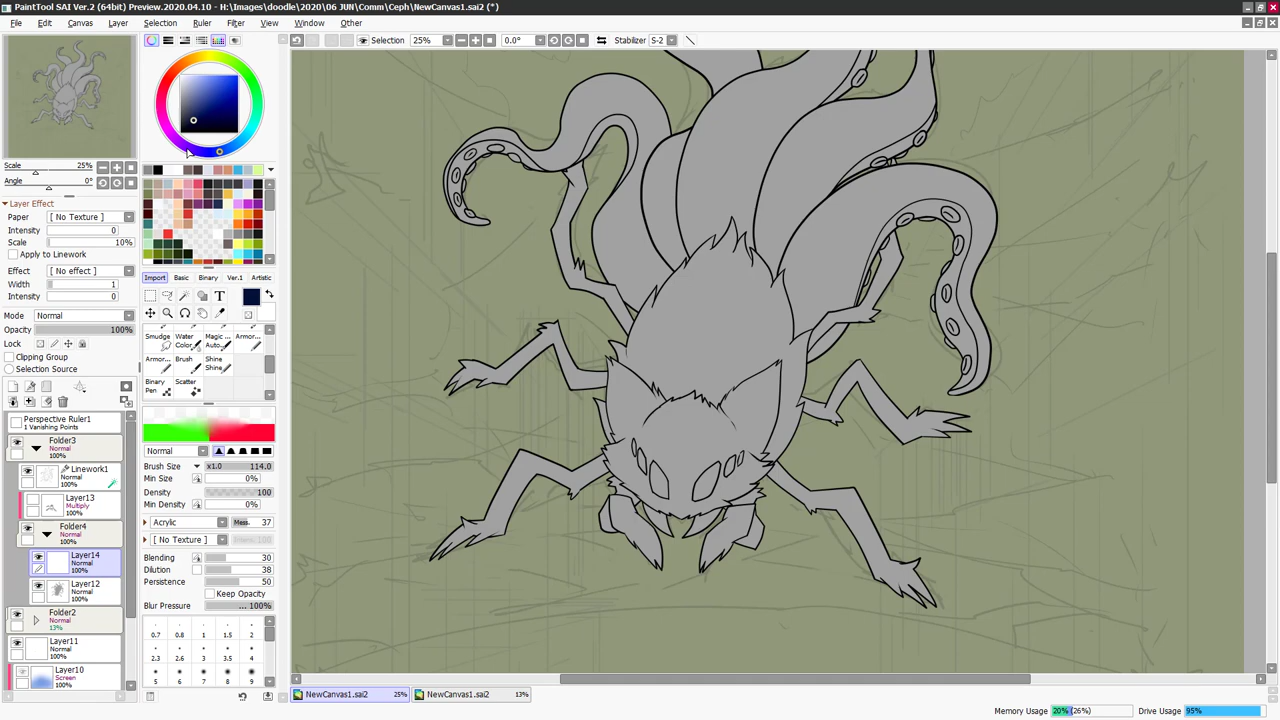 PaintTool SAI Ver.2 (64bit) Preview.2020.04.10 - H:\Images\doodle\2020\06 JUN\Comm\Ceph\NewCanvas1.sai2 (*)
File Edit Canvas Layer Selection Ruler Filter View Window Other
Selection 25% 0.0° Stabilizer S-2
Scale 25%
Angle 0°
Layer Effect
Paper [ No Texture ]
Intensity 0
Scale 10%
Apply to Linework
Effect [ No effect ]
Width 1
Intensity 0
Mode Normal
Opacity 100%
Lock
Clipping Group
Selection Source
Perspective Ruler1
1 Vanishing Points
Folder3
Normal
100%
Linework1
Normal
100%
Layer13
Multiply
100%
Folder4
Normal
100%
Layer14
Normal
100%
Layer12
Normal
100%
Folder2
Normal
13%
Layer11
Normal
100%
Layer10
Screen
100%
Import Basic Binary Ver.1 Artistic
T
Smudge Water Color... Magic Auto... Armor...
Armor... Brush Shine Shine
Binary Pen Scatter
Normal
Brush Size x1.0 114.0
Min Size 0%
Density 100
Min Density 0%
Acrylic Mess. 37
[ No Texture ]
Blending 30
Dilution 38
Persistence 50
Keep Opacity
Blur Pressure ... 100%
0.7 0.8 1 1.5 2
2.3 2.6 3 3.5 4
5 6 7 8 9
NewCanvas1.sai2 25% NewCanvas1.sai2 13%
Memory Usage 20% (26%) Drive Usage 95%